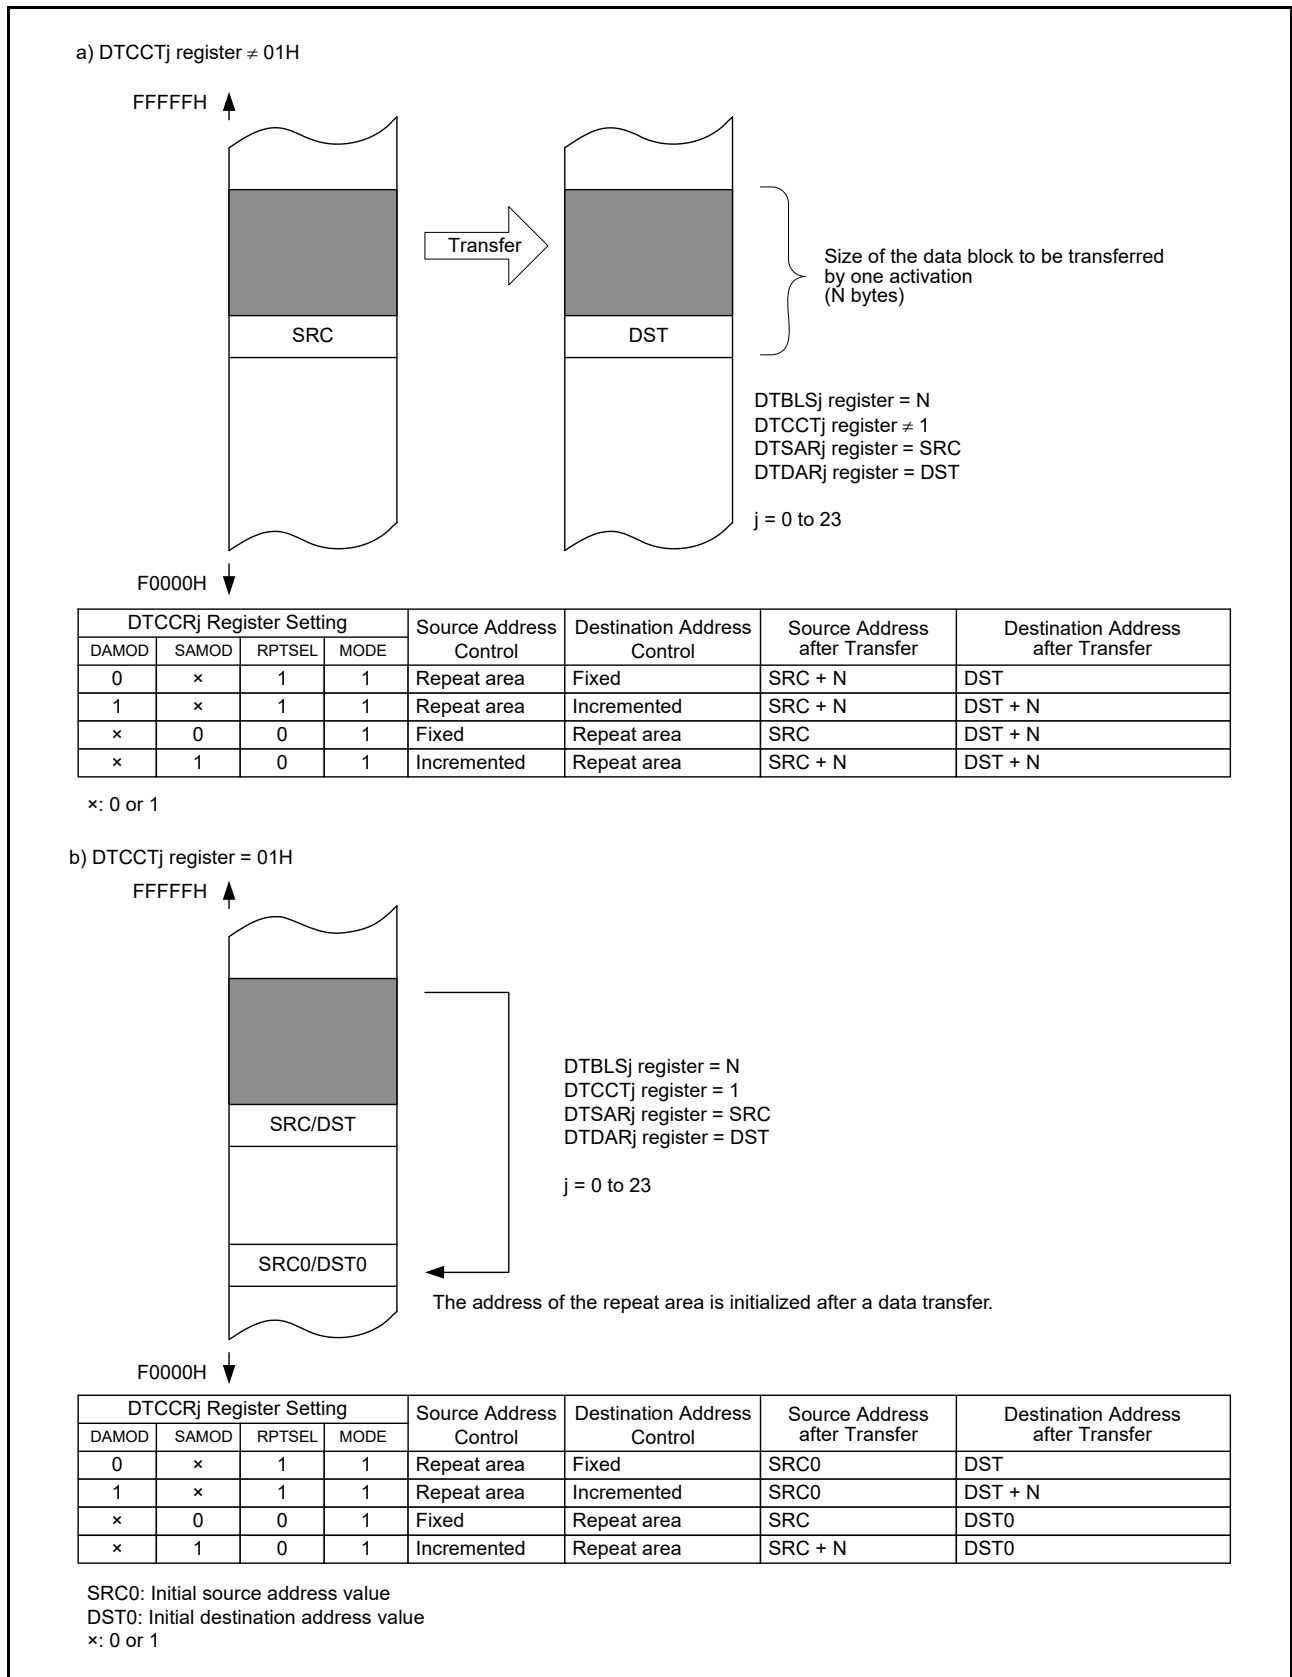 a) DTCCTj register ≠ 01H
FFFFFH
Transfer
Size of the data block to be transferred
by one activation
(N bytes)
SRC
DST
DTBLSj register = N
DTCCTj register ≠ 1
DTSARj register = SRC
DTDARj register = DST
j = 0 to 23
F0000H
DTCCRj Register Setting Source Address Control Destination Address Control Source Address after Transfer Destination Address after Transfer
DAMOD SAMOD RPTSEL MODE
0 × 1 1 Repeat area Fixed SRC + N DST
1 × 1 1 Repeat area Incremented SRC + N DST + N
× 0 0 1 Fixed Repeat area SRC DST + N
× 1 0 1 Incremented Repeat area SRC + N DST + N
×: 0 or 1
b) DTCCTj register = 01H
FFFFFH
DTBLSj register = N
DTCCTj register = 1
DTSARj register = SRC
DTDARj register = DST
SRC/DST
j = 0 to 23
SRC0/DST0
The address of the repeat area is initialized after a data transfer.
F0000H
DTCCRj Register Setting Source Address Control Destination Address Control Source Address after Transfer Destination Address after Transfer
DAMOD SAMOD RPTSEL MODE
0 × 1 1 Repeat area Fixed SRC0 DST
1 × 1 1 Repeat area Incremented SRC0 DST + N
× 0 0 1 Fixed Repeat area SRC DST0
× 1 0 1 Incremented Repeat area SRC + N DST0
SRC0: Initial source address value
DST0: Initial destination address value
×: 0 or 1